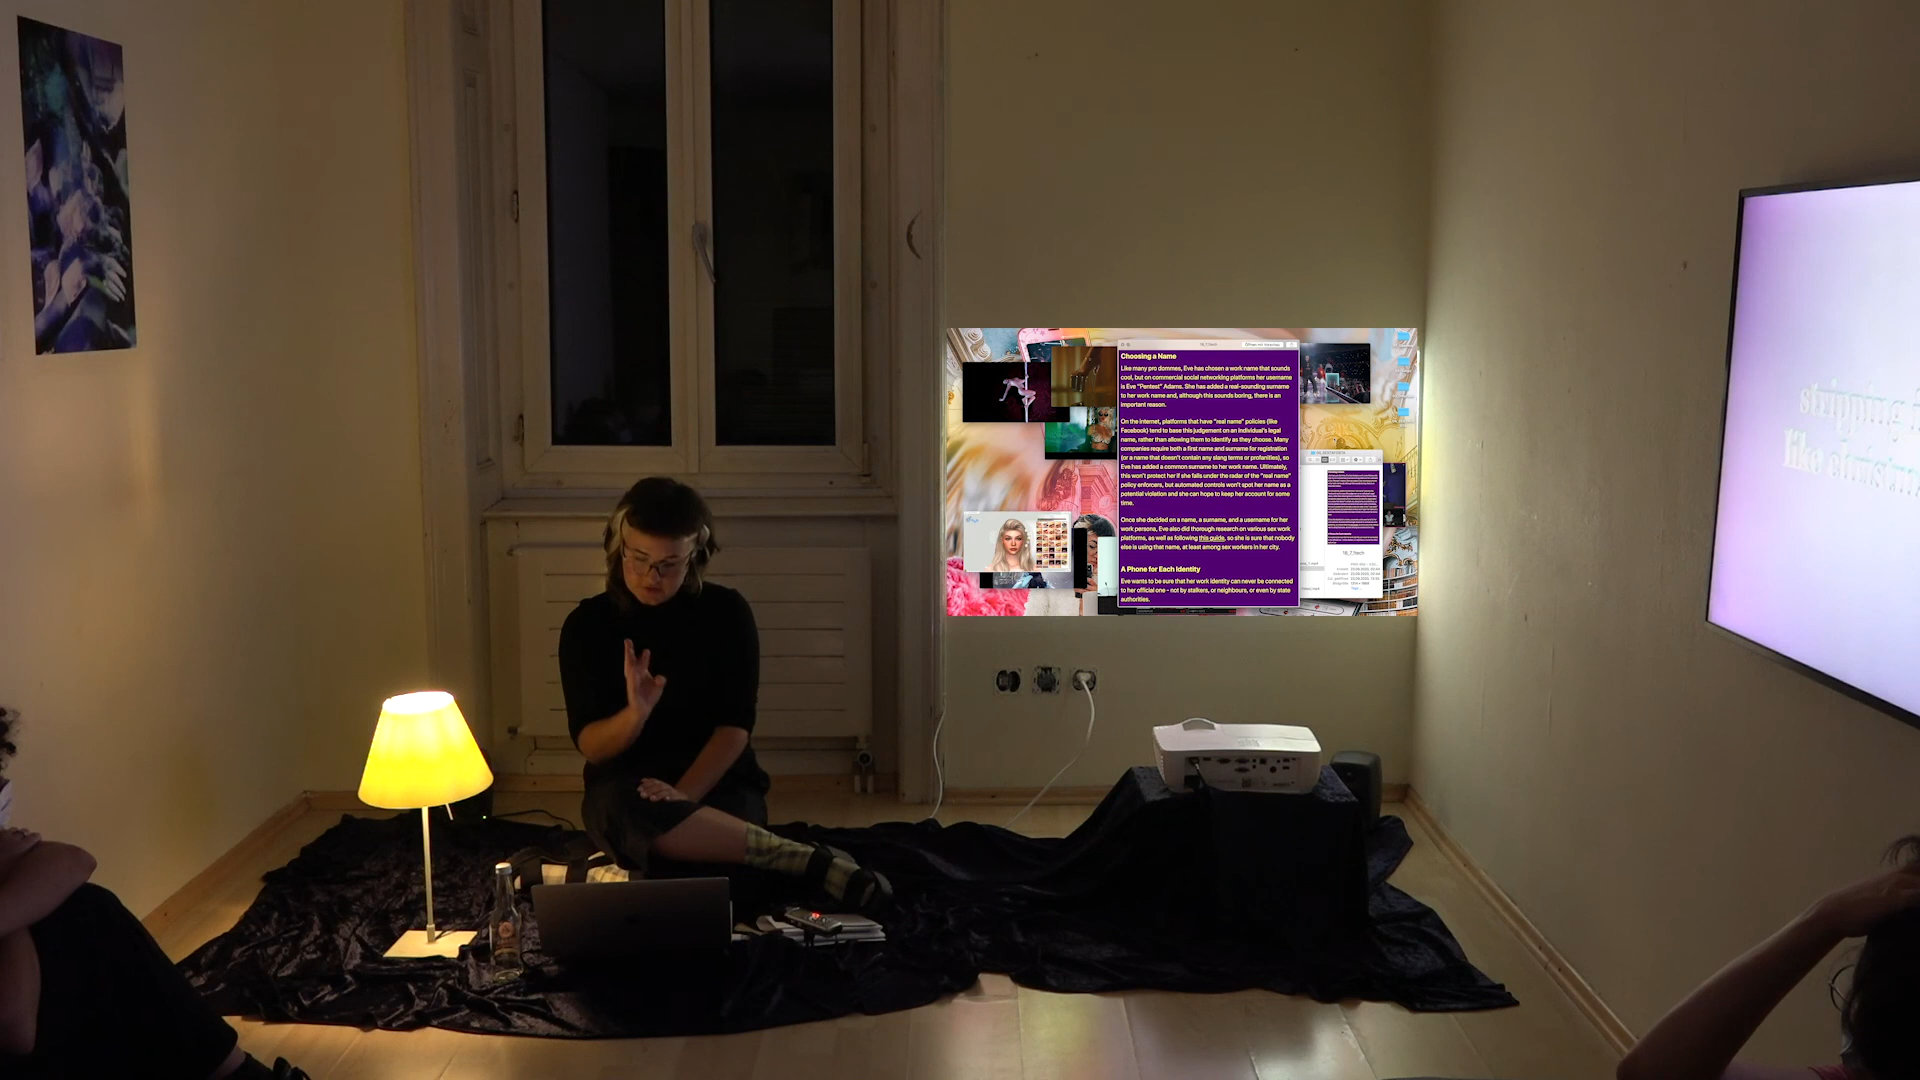 Choosing a Name
Like many pro dommes, Eve has chosen a work name that sounds
cool, but on commercial social networking platforms her username
is Eve "Pentest" Adams. She has added a real-sounding surname
to her work name and, although this sounds boring, there is an
important reason.
On the internet, platforms that have "real name" policies (like
Facebook) tend to base this judgement on an individual's legal
name, rather than allowing them to identify as they choose. Many
companies require both a first name and surname for registration
(or a name that doesn't contain any slang terms or profanities), so
Eve has added a common surname to her work name. Ultimately,
this won't protect her if she falls under the radar of the "real name"
policy enforcers, but automated controls won't spot her name as a
potential violation and she can hope to keep her account for some
time.
Once she decided on a name, a surname, and a username for her
work persona, Eve also did thorough research on various sex work
platforms, as well as following this guide, so she is sure that nobody
else is using that name, at least among sex workers in her city.
A Phone for Each Identity
Eve wants to be sure that her work identity can never be connected
to her official one - not by stalkers, or neighbours, or even by state
authorities.
stripping
like